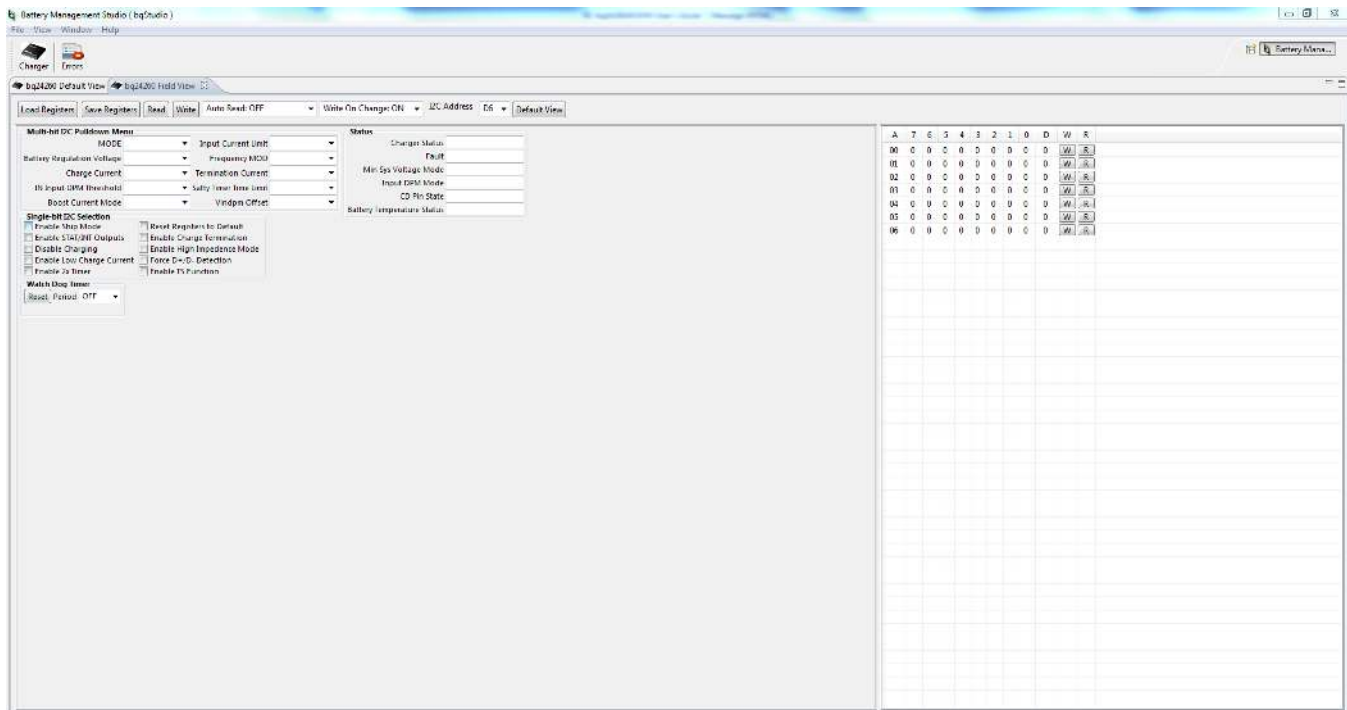 Battery Management Studio ( bqStudio )
File View Window Help
Charger Errors
Battery Mana...
bq24260 Default View bq24260 Field View
Load Registers Save Registers Read Write Auto Read: OFF Write On Change: ON I2C Address D6 Default View
Multi-bit I2C Pulldown Menu
MODE Input Current Limit
Battery Regulation Voltage Frequency MOD
Charge Current Termination Current
IN Input DPM Threshold Safty Timer Time Limit
Boost Current Mode Vindpm Offset
Single-bit I2C Selection
Enable Ship Mode Reset Registers to Default
Enable STAT/INT Outputs Enable Charge Termination
Disable Charging Enable High Impedence Mode
Enable Low Charge Current Force D+/D- Detection
Enable 2x Timer Enable TS Function
Watch Dog Timer
Reset Period OFF
Status
Charger Status
Fault
Min Sys Voltage Mode
Input DPM Mode
CD Pin State
Battery Temperature Status
A 7 6 5 4 3 2 1 0 D W R
00 0 0 0 0 0 0 0 0 0 W R
01 0 0 0 0 0 0 0 0 0 W R
02 0 0 0 0 0 0 0 0 0 W R
03 0 0 0 0 0 0 0 0 0 W R
04 0 0 0 0 0 0 0 0 0 W R
05 0 0 0 0 0 0 0 0 0 W R
06 0 0 0 0 0 0 0 0 0 W R